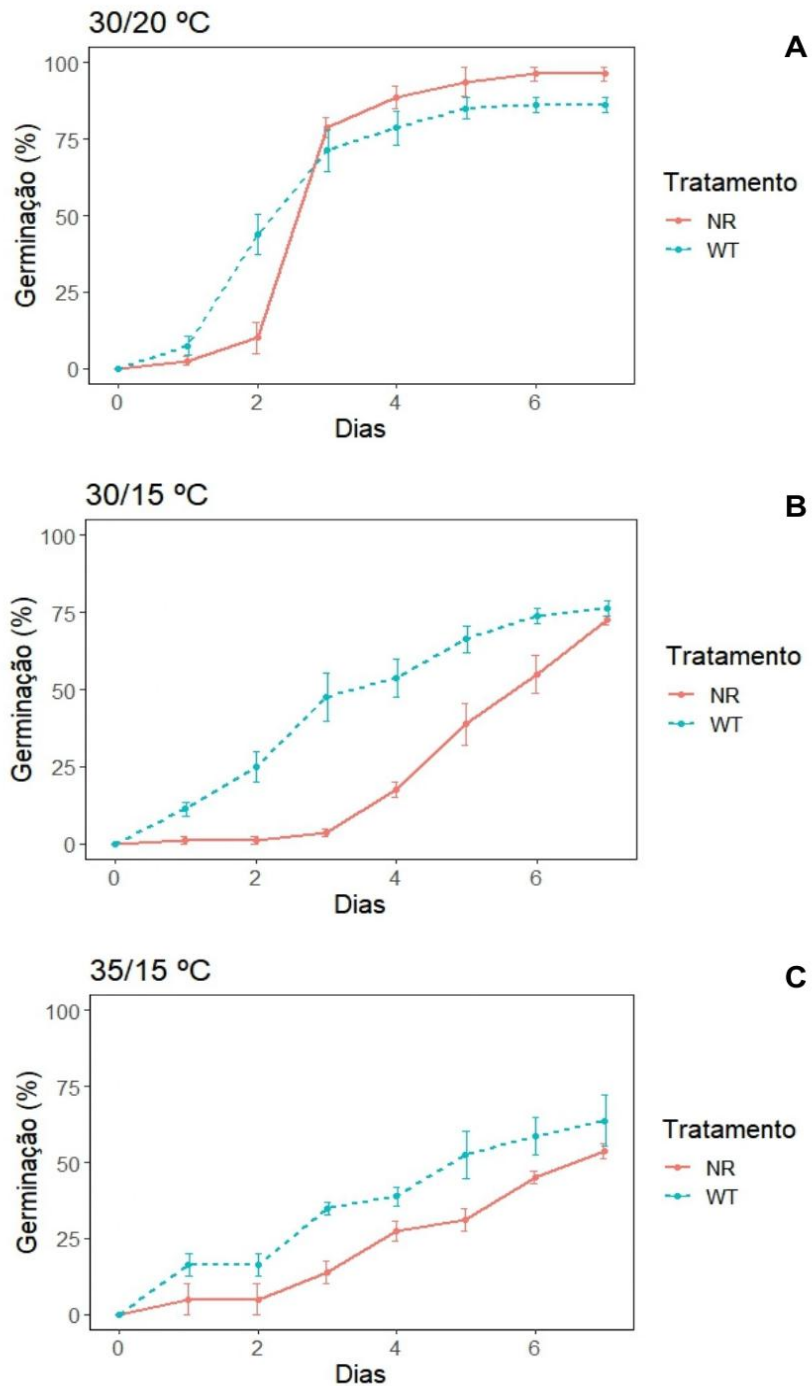 30/20 ºC
A
100
75
50
25
0
Germinação (%)
0
2
4
6
Dias
Tratamento
NR
WT
30/15 ºC
B
100
75
50
25
0
Germinação (%)
0
2
4
6
Dias
Tratamento
NR
WT
35/15 ºC
C
100
75
50
25
0
Germinação (%)
0
2
4
6
Dias
Tratamento
NR
WT